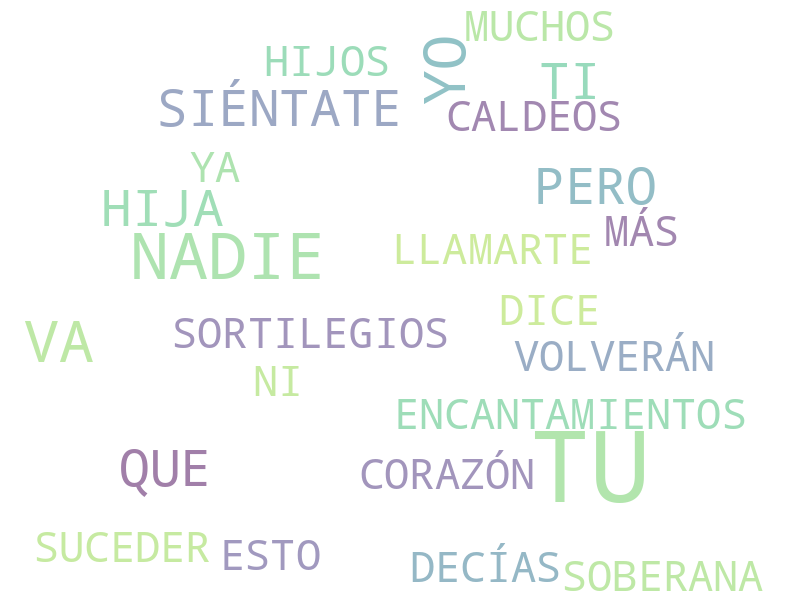 MUCHOS
HIJOS
YO
TI
SIÉNTATE
CALDEOS
YA
PERO
HIJA
MÁS
NADIE
LLAMARTE
DICE
VA
SORTILEGIOS
VOLVERÁN
NI
ENCANTAMIENTOS
TU
QUE
CORAZÓN
SUCEDER
ESTO
DECÍAS
SOBERANA